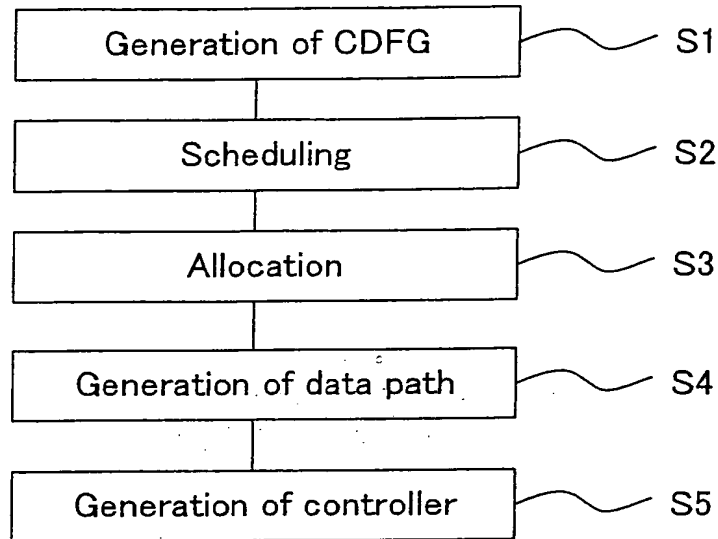 Generation of CDFG S1
Scheduling S2
Allocation S3
Generation of data path S4
Generation of controller S5